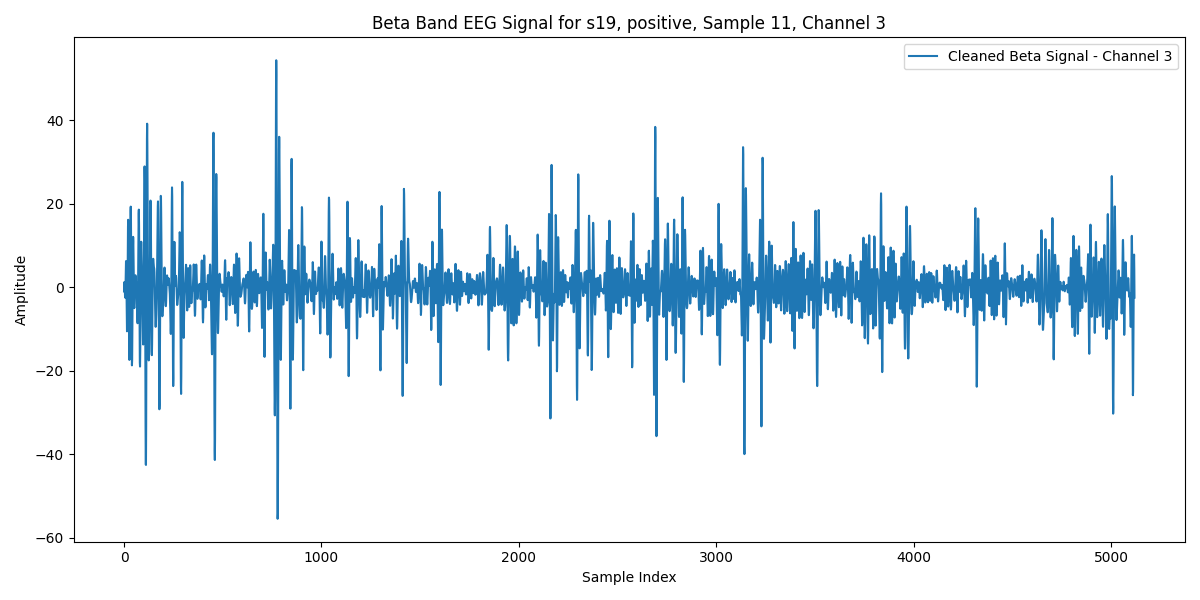 Beta Band EEG Signal for s19, positive, Sample 11, Channel 3
Cleaned Beta Signal - Channel 3
Amplitude
40
20
0
−20
−40
−60
0 1000 2000 3000 4000 5000
Sample Index